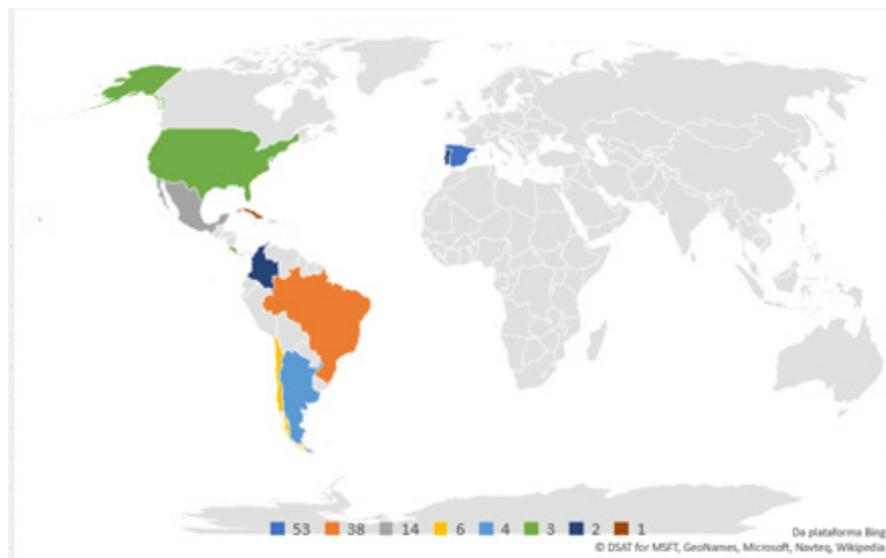 53 38 14 6 4 3 2 1
Da plataforma Bing
© DSAT for MSFT, GeoNames, Microsoft, Navteq, Wikipedia